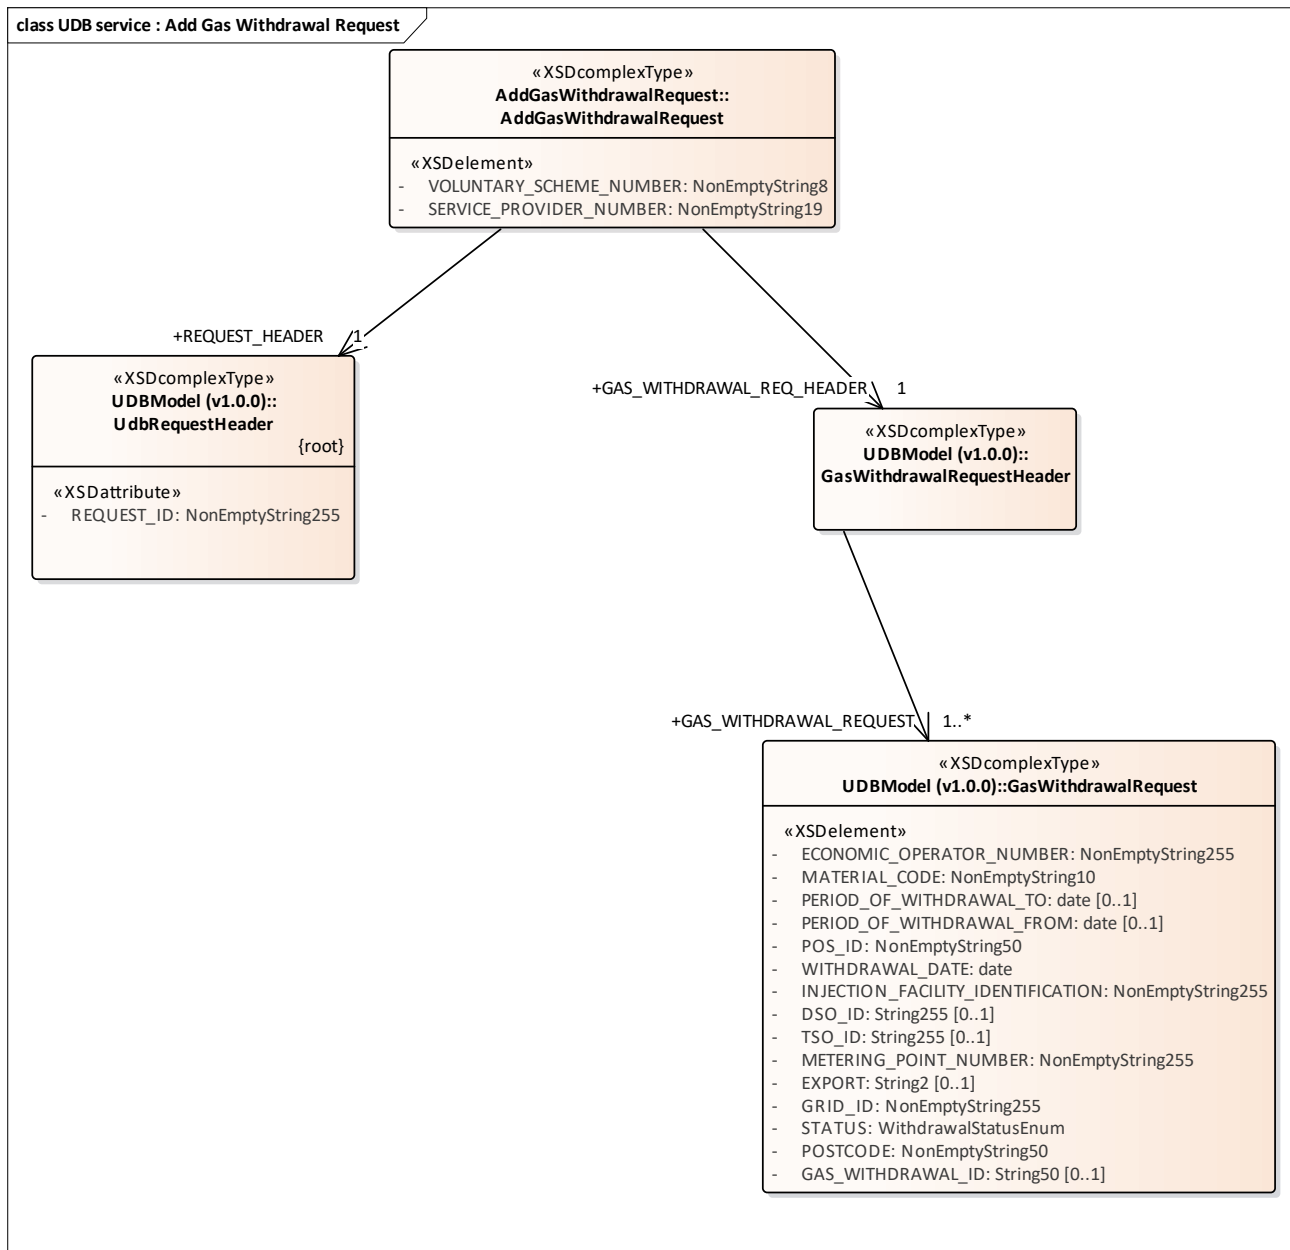 class UDB service : Add Gas Withdrawal Request
«XSDcomplexType»
AddGasWithdrawalRequest::
AddGasWithdrawalRequest
«XSDelement»
- VOLUNTARY_SCHEME_NUMBER: NonEmptyString8
- SERVICE_PROVIDER_NUMBER: NonEmptyString19
+REQUEST_HEADER 1
«XSDcomplexType»
UDBModel (v1.0.0)::
UdbRequestHeader
{root}
«XSDattribute»
- REQUEST_ID: NonEmptyString255
+GAS_WITHDRAWAL_REQ_HEADER 1
«XSDcomplexType»
UDBModel (v1.0.0)::
GasWithdrawalRequestHeader
+GAS_WITHDRAWAL_REQUEST 1..*
«XSDcomplexType»
UDBModel (v1.0.0)::GasWithdrawalRequest
«XSDelement»
- ECONOMIC_OPERATOR_NUMBER: NonEmptyString255
- MATERIAL_CODE: NonEmptyString10
- PERIOD_OF_WITHDRAWAL_TO: date [0..1]
- PERIOD_OF_WITHDRAWAL_FROM: date [0..1]
- POS_ID: NonEmptyString50
- WITHDRAWAL_DATE: date
- INJECTION_FACILITY_IDENTIFICATION: NonEmptyString255
- DSO_ID: String255 [0..1]
- TSO_ID: String255 [0..1]
- METERING_POINT_NUMBER: NonEmptyString255
- EXPORT: String2 [0..1]
- GRID_ID: NonEmptyString255
- STATUS: WithdrawalStatusEnum
- POSTCODE: NonEmptyString50
- GAS_WITHDRAWAL_ID: String50 [0..1]